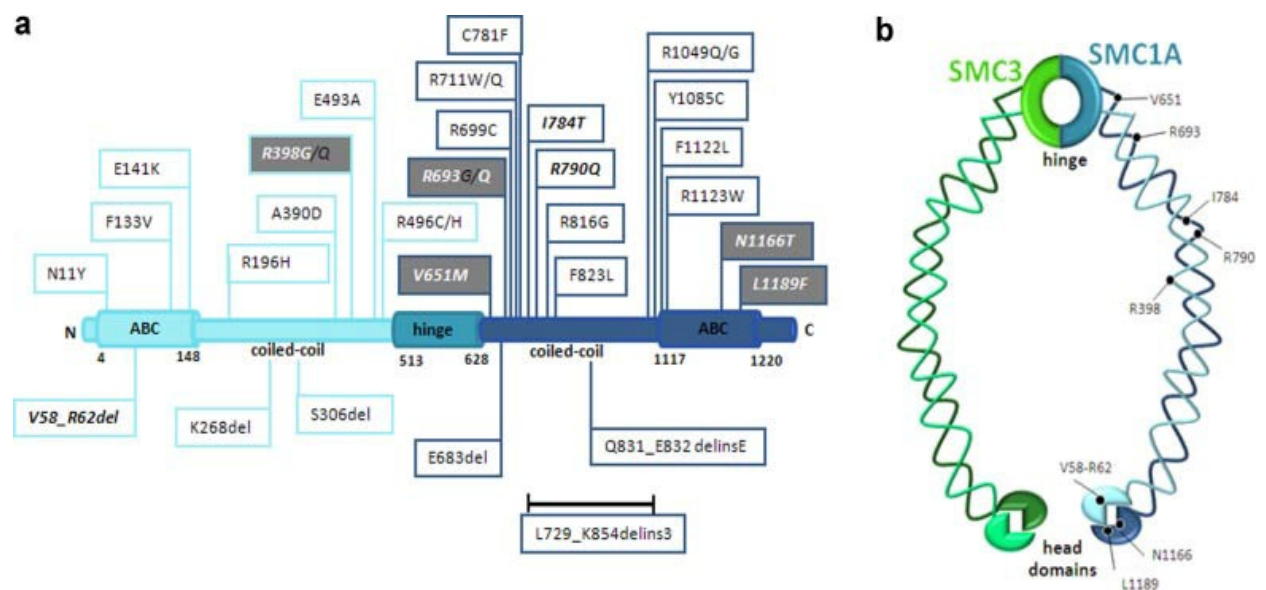 a
C781F
R711W/Q
R699C
R693G/Q
E493A
R398G/Q
A390D
R196H
E141K
F133V
N11Y
R496C/H
V651M
I784T
R790Q
R816G
F823L
R1049Q/G
Y1085C
F1122L
R1123W
N1166T
L1189F
N
ABC
hinge
ABC
C
4
148
coiled-coil
513
628
coiled-coil
1117
1220
V58_R62del
K268del
S306del
E683del
Q831_E832 delinsE
L729_K854delins3
b
SMC3
SMC1A
hinge
V651
R693
I784
R790
R398
V58-R62
head
domains
N1166
L1189